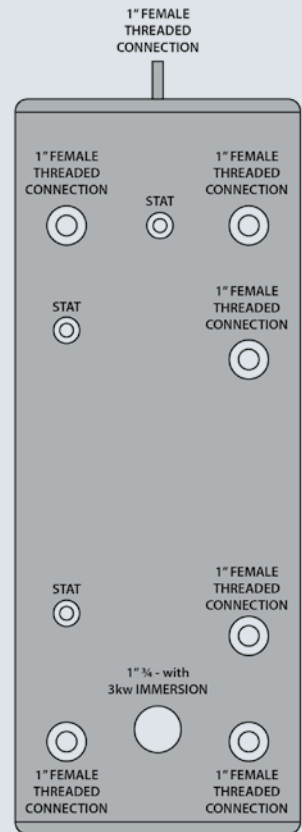 1" FEMALE
THREADED
CONNECTION
1" FEMALE
THREADED
CONNECTION
STAT
1" FEMALE
THREADED
CONNECTION
STAT
1" FEMALE
THREADED
CONNECTION
STAT
1" FEMALE
THREADED
CONNECTION
1" ¾ - with
3kw IMMERSION
1" FEMALE
THREADED
CONNECTION
1" FEMALE
THREADED
CONNECTION